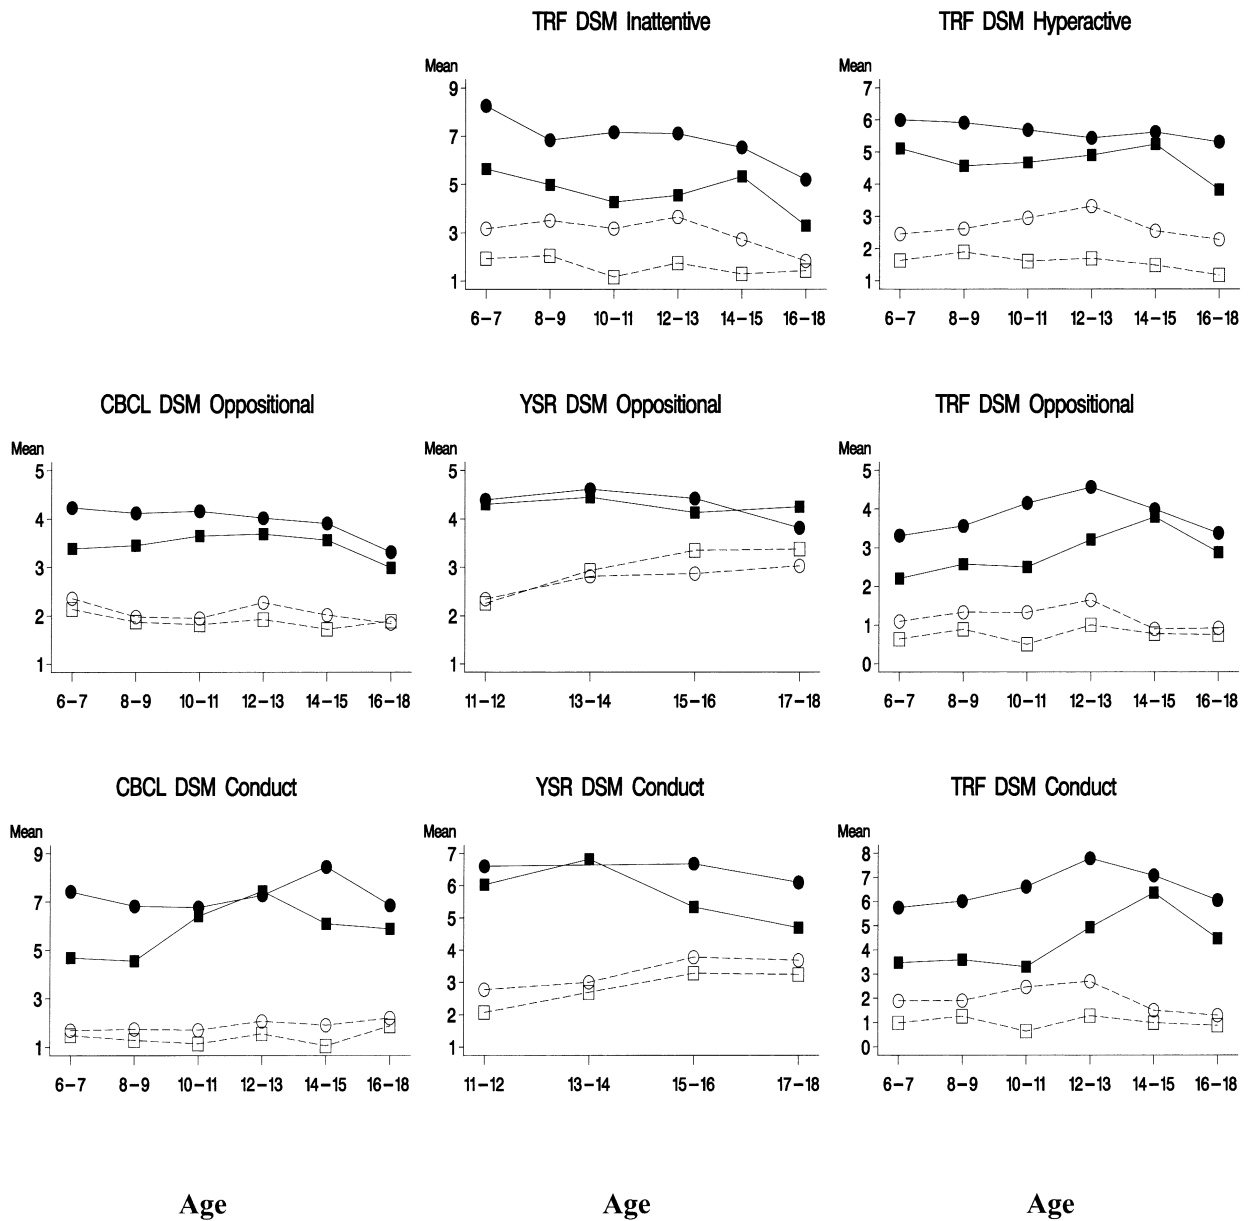 TRF DSM Inattentive
Mean
9
7
5
3
1
6–7 8–9 10–11 12–13 14–15 16–18
TRF DSM Hyperactive
Mean
7
6
5
4
3
2
1
6–7 8–9 10–11 12–13 14–15 16–18
CBCL DSM Oppositional
Mean
5
4
3
2
1
6–7 8–9 10–11 12–13 14–15 16–18
YSR DSM Oppositional
Mean
5
4
3
2
1
11–12 13–14 15–16 17–18
TRF DSM Oppositional
Mean
5
4
3
2
1
0
6–7 8–9 10–11 12–13 14–15 16–18
CBCL DSM Conduct
Mean
9
7
5
3
1
6–7 8–9 10–11 12–13 14–15 16–18
YSR DSM Conduct
Mean
7
6
5
4
3
2
1
11–12 13–14 15–16 17–18
TRF DSM Conduct
Mean
8
7
6
5
4
3
2
1
0
6–7 8–9 10–11 12–13 14–15 16–18
Age Age Age